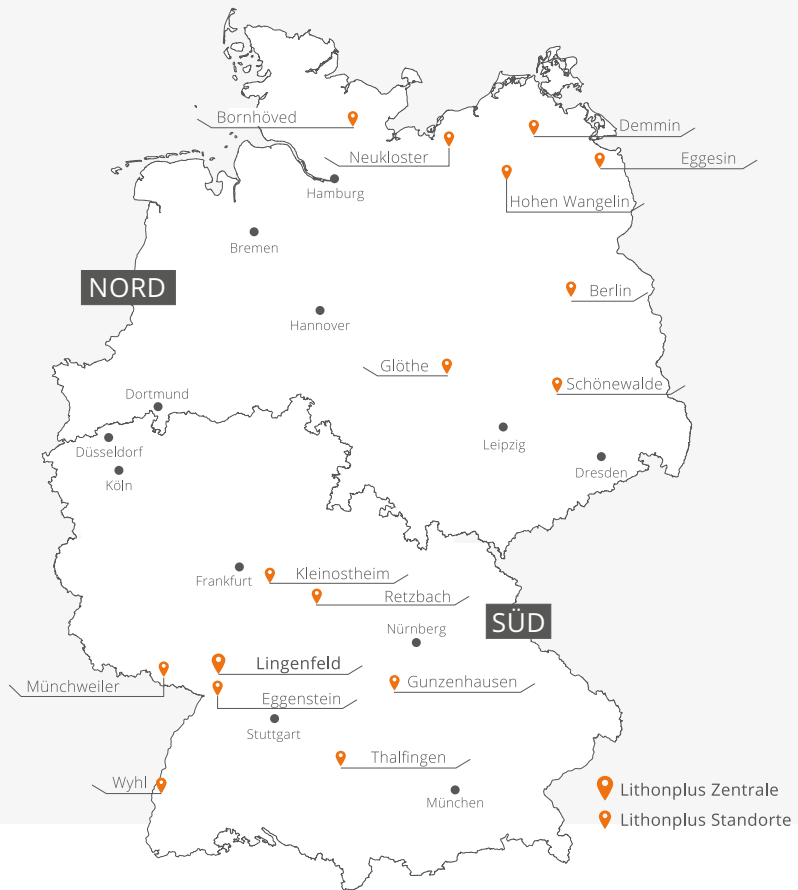 Bornhöved
Demmin
Neukloster
Eggesin
Hamburg
Hohen Wangelin
Bremen
NORD
Berlin
Hannover
Glöthe
Schönewalde
Dortmund
Leipzig
Düsseldorf
Dresden
Köln
Kleinostheim
Frankfurt
Retzbach
SÜD
Nürnberg
Lingenfeld
Münchweiler
Gunzenhausen
Eggenstein
Stuttgart
Thalfingen
Wyhl
München
Lithonplus Zentrale
Lithonplus Standorte